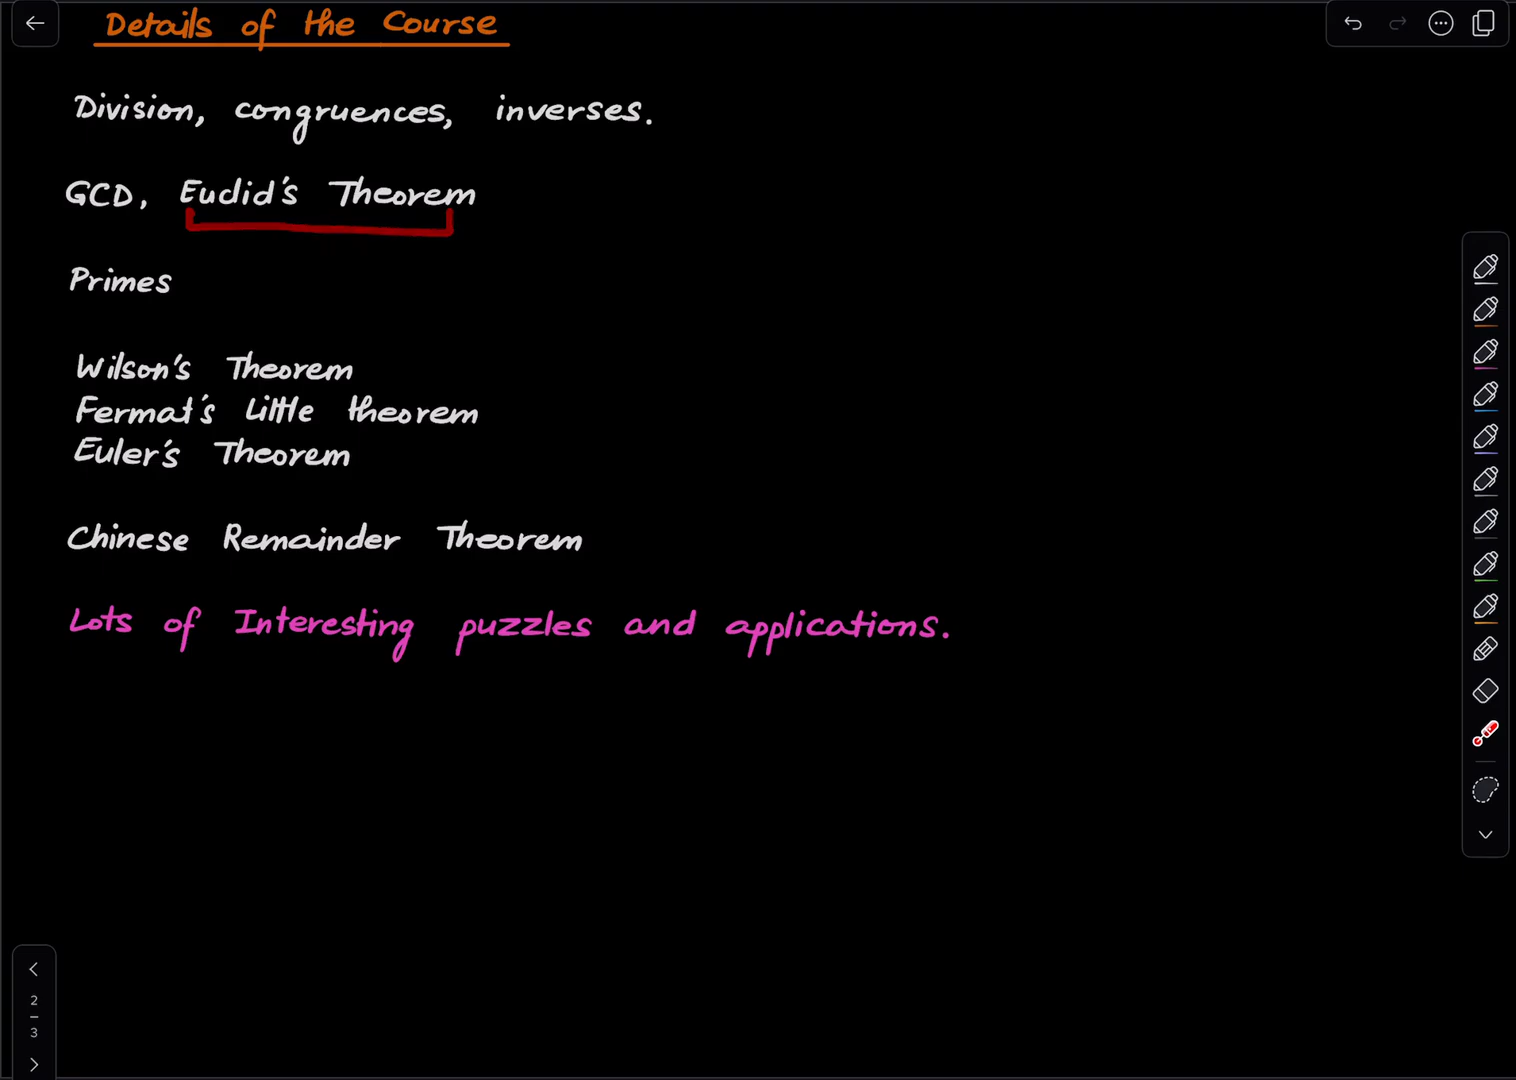 Details of the Course
Division, congruences, inverses.
GCD, Euclid's Theorem
Primes
Wilson's Theorem
Fermat's Little theorem
Euler's Theorem
Chinese Remainder Theorem
Lots of Interesting puzzles and applications.
2
3